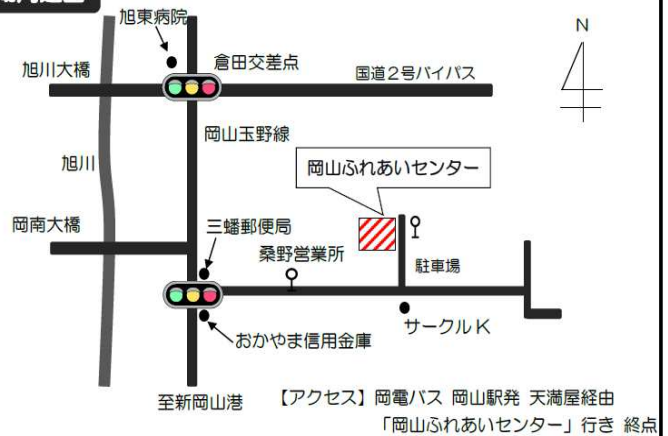 旭東病院
N
旭川大橋
倉田交差点
国道2号バイパス
岡山玉野線
旭川
岡山ふれあいセンター
岡南大橋
三蟠郵便局
桑野営業所
駐車場
サークルK
おかやま信用金庫
至新岡山港
【アクセス】岡電バス 岡山駅発 天満屋経由
「岡山ふれあいセンター」行き 終点